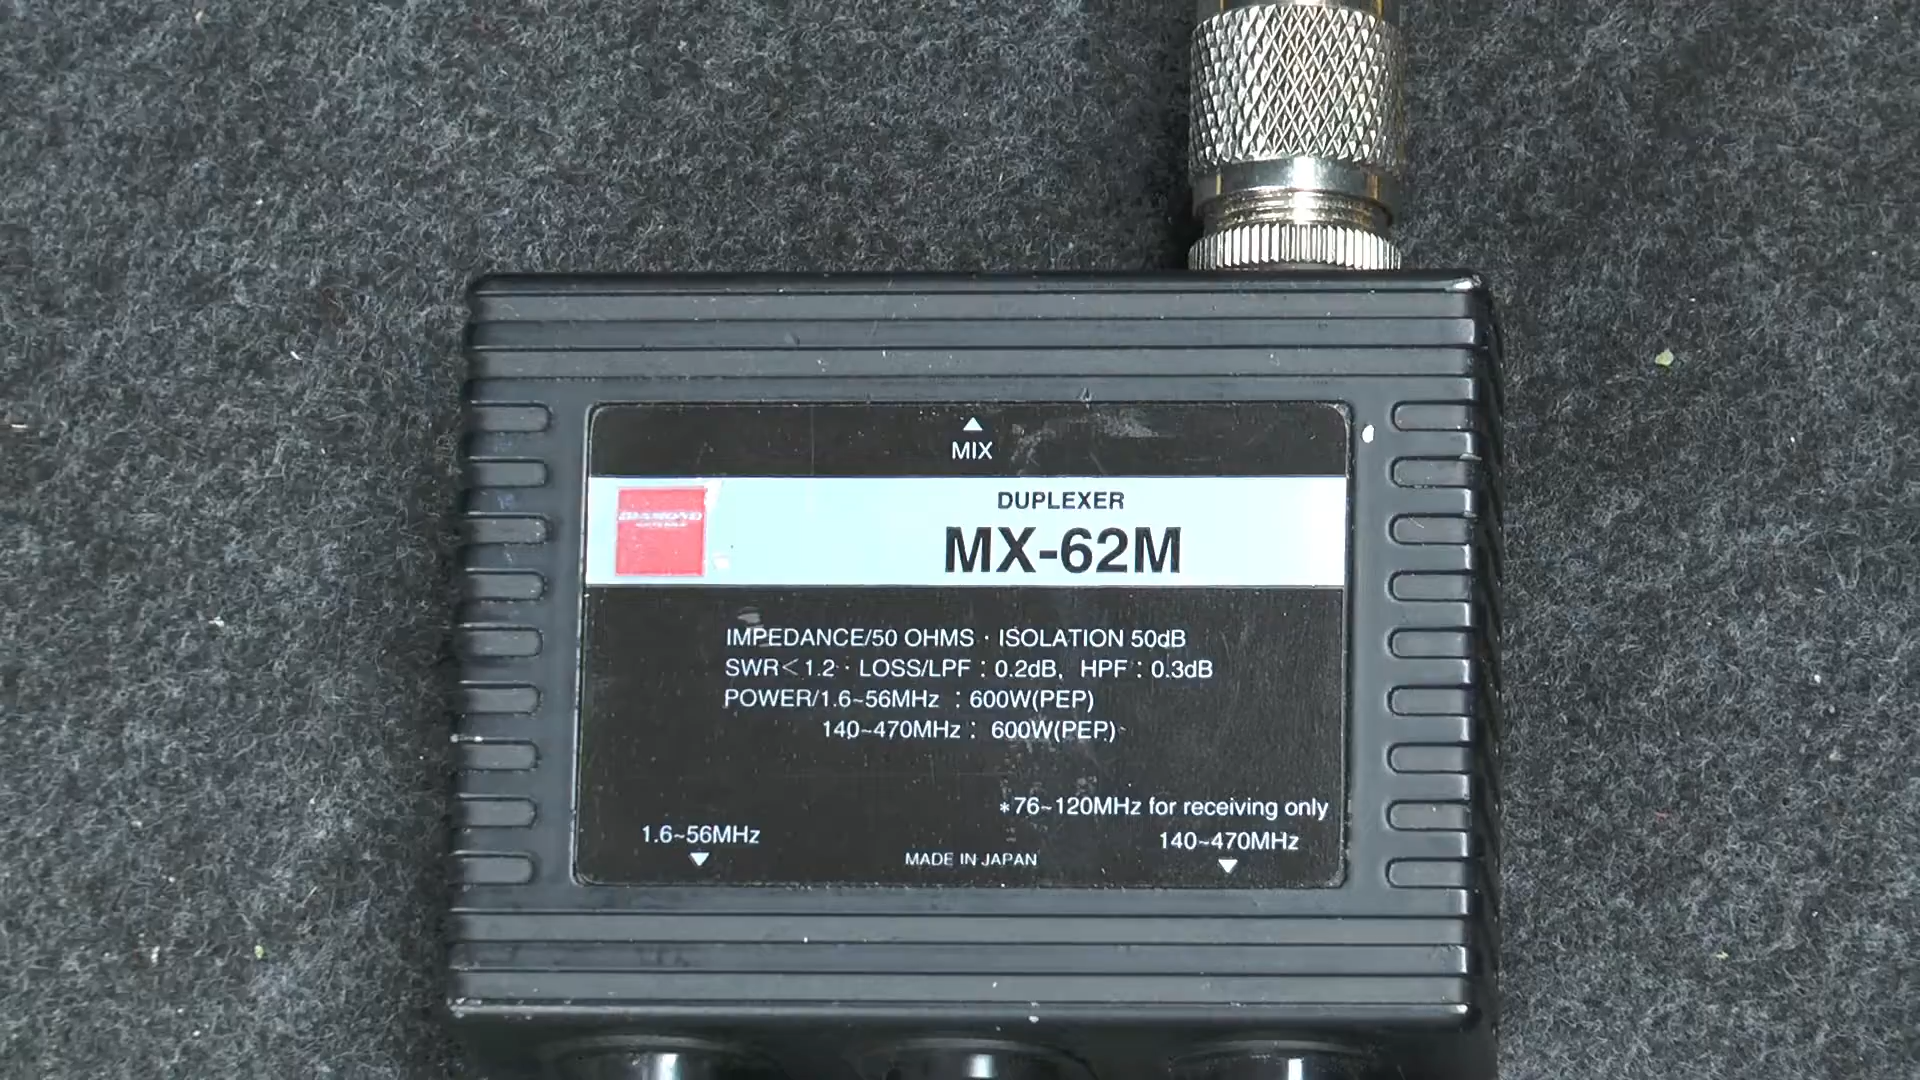 MIX
DIAMOND
DUPLEXER
MX-62M
IMPEDANCE/50 OHMS · ISOLATION 50dB
SWR<1.2 · LOSS/LPF : 0.2dB, HPF : 0.3dB
POWER/1.6~56MHz : 600W(PEP)
140~470MHz : 600W(PEP)
*76~120MHz for receiving only
1.6~56MHz
140~470MHz
MADE IN JAPAN